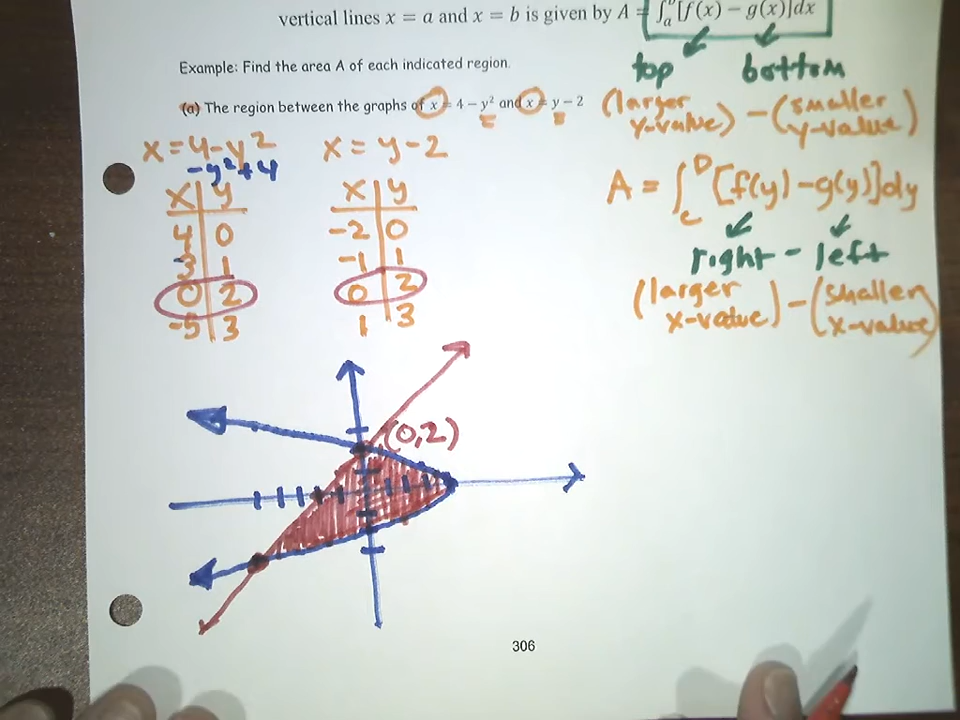 vertical lines x = a and x = b is given by A = ∫ₐᵇ [f(x) − g(x)]dx
top bottom
Example: Find the area A of each indicated region.
(a) The region between the graphs of x = 4 − y² and x = y − 2
(larger y-value) − (smaller y-value)
x = 4 − y² x = y − 2
−y² + 4
x y x y
4 0 −2 0
3 1 −1 1
0 2 0 2
−5 3 1 3
A = ∫ [f(y) − g(y)]dy
right − left
(larger x-value) − (smaller x-value)
(0,2)
306